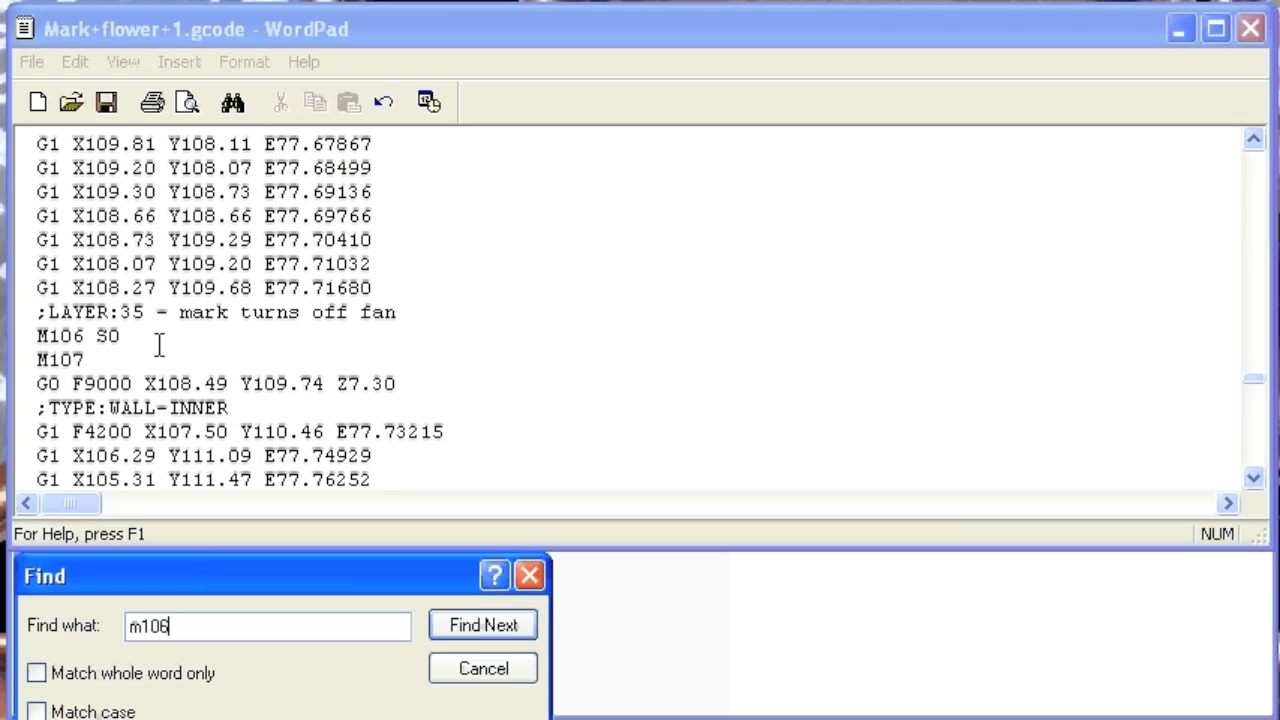 Mark+flower+1.gcode - WordPad
File Edit View Insert Format Help
G1 X109.81 Y108.11 E77.67867
G1 X109.20 Y108.07 E77.68499
G1 X109.30 Y108.73 E77.69136
G1 X108.66 Y108.66 E77.69766
G1 X108.73 Y109.29 E77.70410
G1 X108.07 Y109.20 E77.71032
G1 X108.27 Y109.68 E77.71680
;LAYER:35 - mark turns off fan
M106 S0
M107
G0 F9000 X108.49 Y109.74 Z7.30
;TYPE:WALL-INNER
G1 F4200 X107.50 Y110.46 E77.73215
G1 X106.29 Y111.09 E77.74929
G1 X105.31 Y111.47 E77.76252
For Help, press F1
NUM
Find
Find what: m106 Find Next
Match whole word only Cancel
Match case